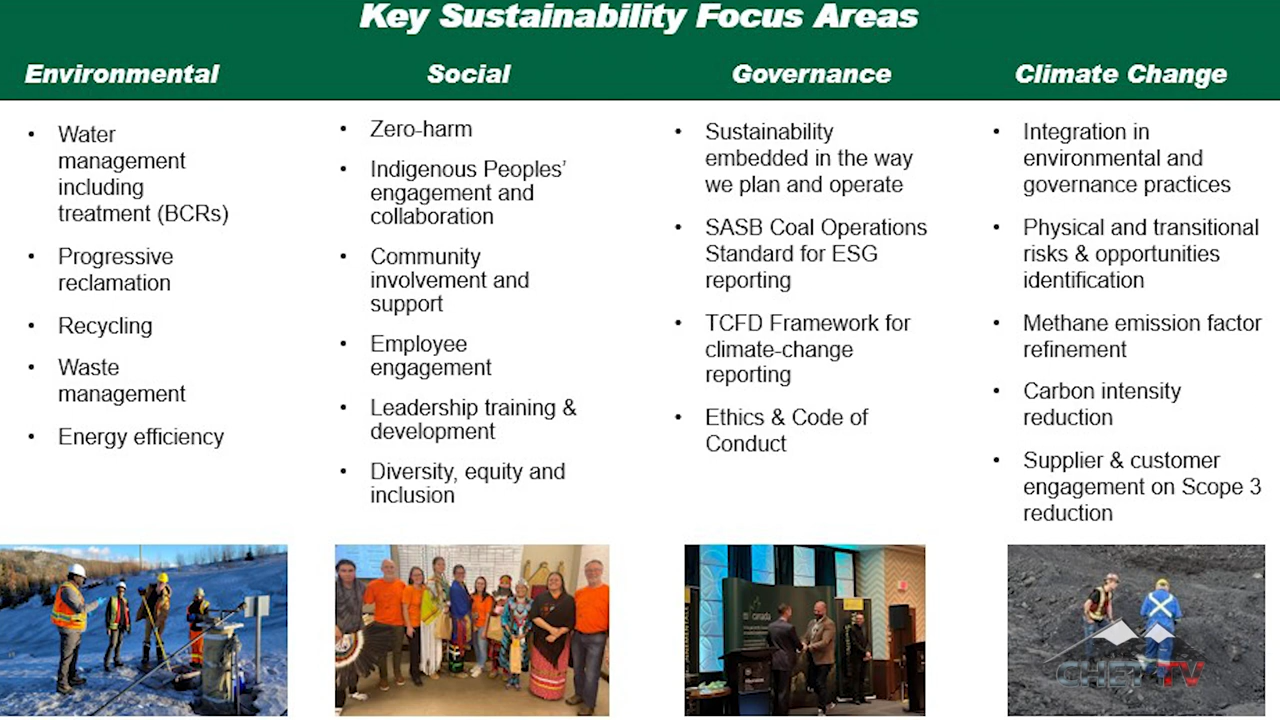 Key Sustainability Focus Areas
Environmental
Social
Governance
Climate Change
• Water
management
including
treatment (BCRs)
• Progressive
reclamation
• Recycling
• Waste
management
• Energy efficiency
• Zero-harm
• Indigenous Peoples’
engagement and
collaboration
• Community
involvement and
support
• Employee
engagement
• Leadership training &
development
• Diversity, equity and
inclusion
• Sustainability
embedded in the way
we plan and operate
• SASB Coal Operations
Standard for ESG
reporting
• TCFD Framework for
climate-change
reporting
• Ethics & Code of
Conduct
• Integration in
environmental and
governance practices
• Physical and transitional
risks & opportunities
identification
• Methane emission factor
refinement
• Carbon intensity
reduction
• Supplier & customer
engagement on Scope 3
reduction
canada
CHET TV